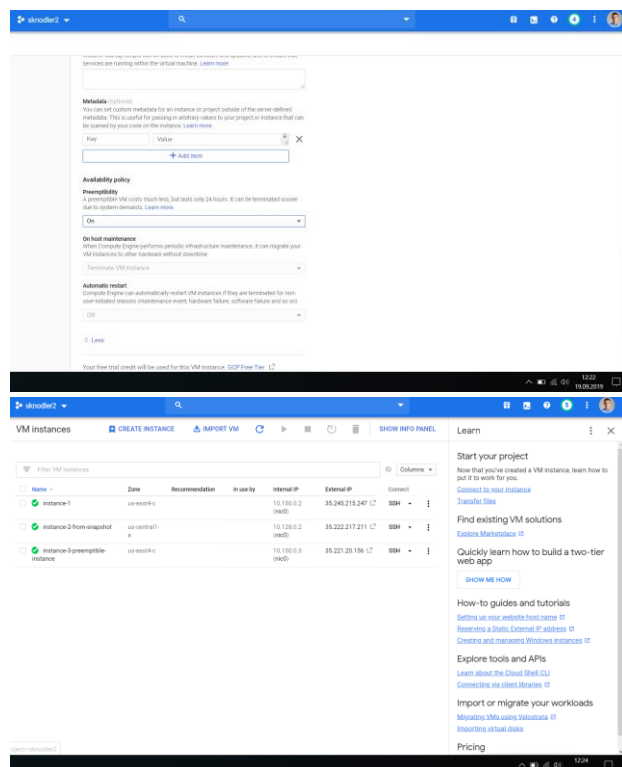 sknodler2
4
services are running within the virtual machine. Learn more
Metadata (Optional)
You can set custom metadata for an instance or project outside of the server-defined
metadata. This is useful for passing in arbitrary values to your project or instance that can
be queried by your code on the instance. Learn more.
Key Value
+ Add item
Availability policy
Preemptibility
A preemptible VM costs much less, but lasts only 24 hours. It can be terminated sooner
due to system demands. Learn more
On
On host maintenance
When Compute Engine performs periodic infrastructure maintenance, it can migrate your
VM instances to other hardware without downtime
Terminate VM instance
Automatic restart
Compute Engine can automatically restart VM instances if they are terminated for non-
user-initiated reasons (maintenance event, hardware failure, software failure and so on)
Off
Less
Your free trial credit will be used for this VM instance. GCP Free Tier
12:22
19.09.2019
sknodler2
VM instances CREATE INSTANCE IMPORT VM SHOW INFO PANEL
Filter VM instances Columns
Name Zone Recommendation In use by Internal IP External IP Connect
instance-1 us-east4-c 10.150.0.2 (nic0) 35.245.215.247 SSH
instance-2-from-snapshot us-central1-a 10.128.0.2 (nic0) 35.222.217.211 SSH
instance-3-preemptible-instance us-east4-c 10.150.0.3 (nic0) 35.221.20.156 SSH
Learn
Start your project
Now that you've created a VM instance, learn how to
put it to work for you.
Connect to your instance
Transfer files
Find existing VM solutions
Explore Marketplace
Quickly learn how to build a two-tier
web app
SHOW ME HOW
How-to guides and tutorials
Setting up your website host name
Reserving a Static External IP address
Creating and managing Windows instances
Explore tools and APIs
Learn about the Cloud Shell CLI
Connecting via client libraries
Import or migrate your workloads
Migrating VMs using Velostrata
Importing virtual disks
Pricing
12:24